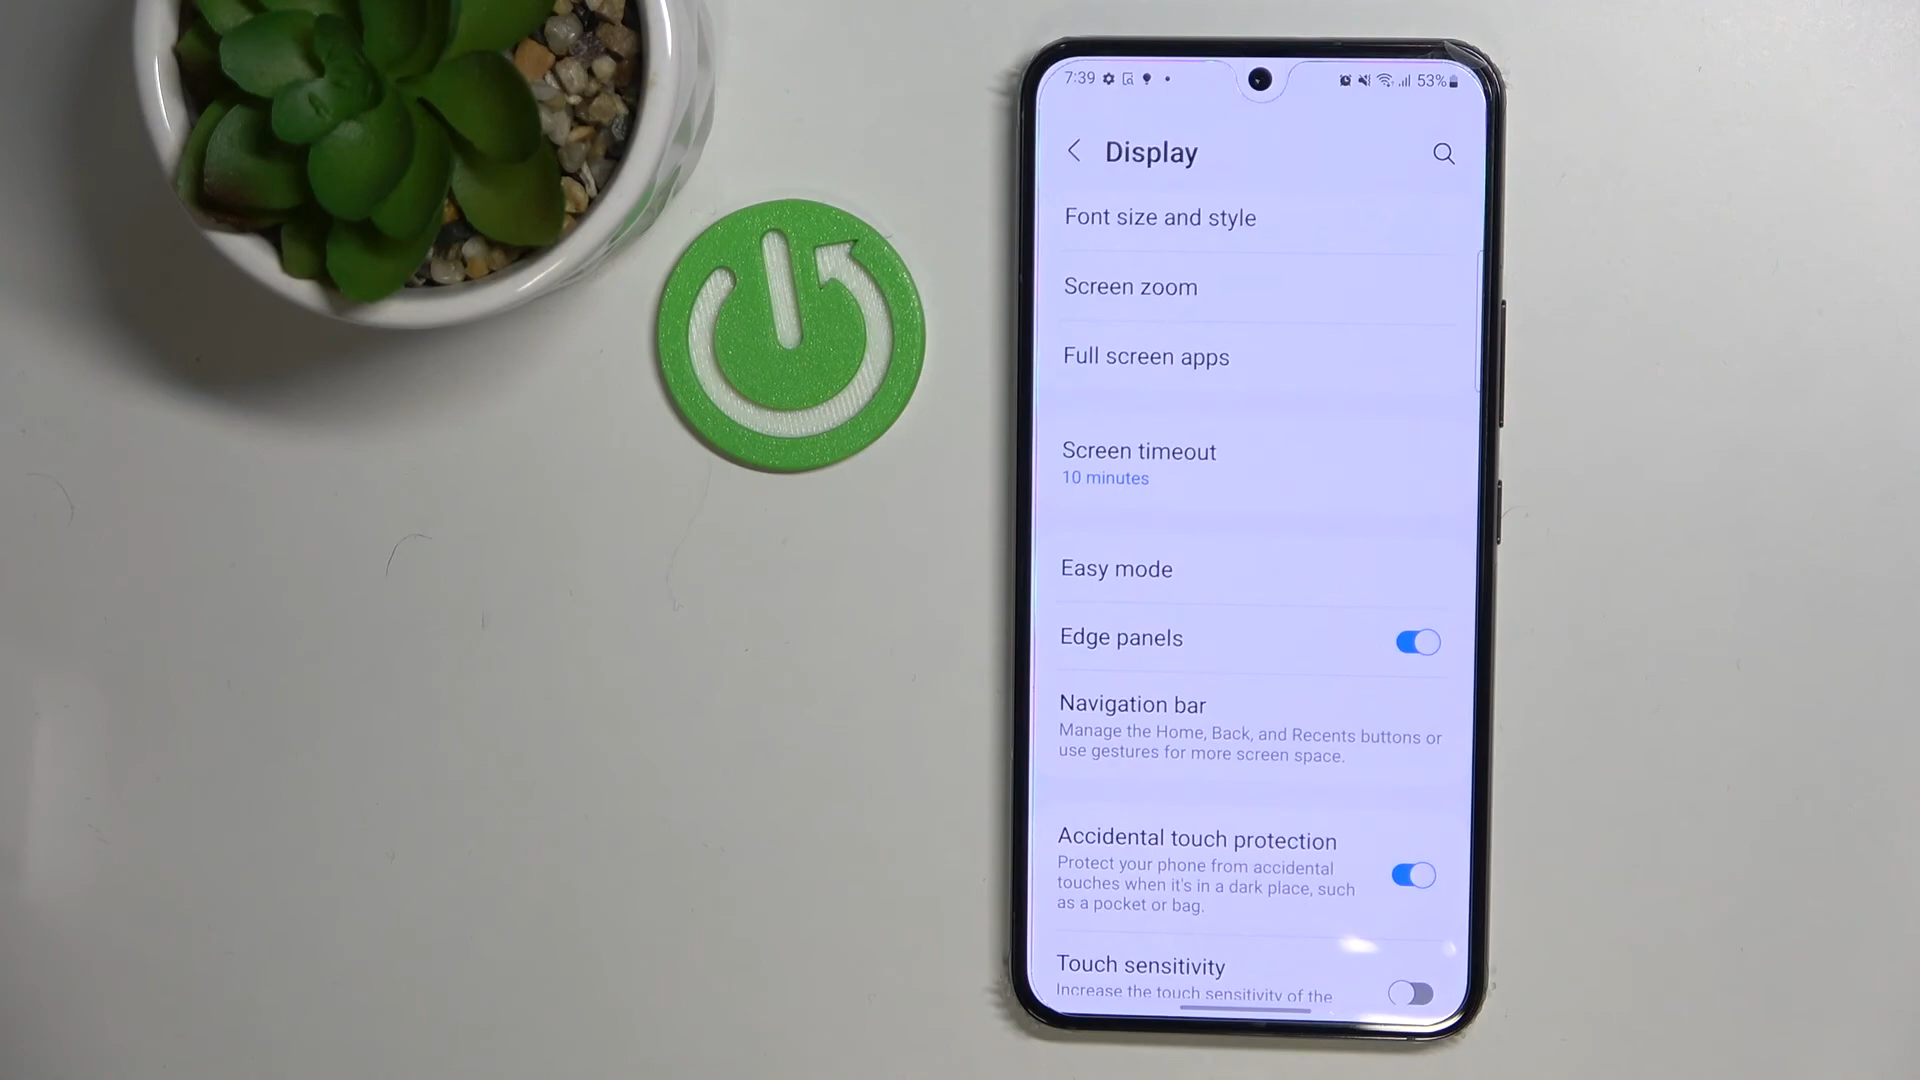 7:39
53%
Display
Font size and style
Screen zoom
Full screen apps
Screen timeout
10 minutes
Easy mode
Edge panels
Navigation bar
Manage the Home, Back, and Recents buttons or
use gestures for more screen space.
Accidental touch protection
Protect your phone from accidental
touches when it's in a dark place, such
as a pocket or bag.
Touch sensitivity
Increase the touch sensitivity of the